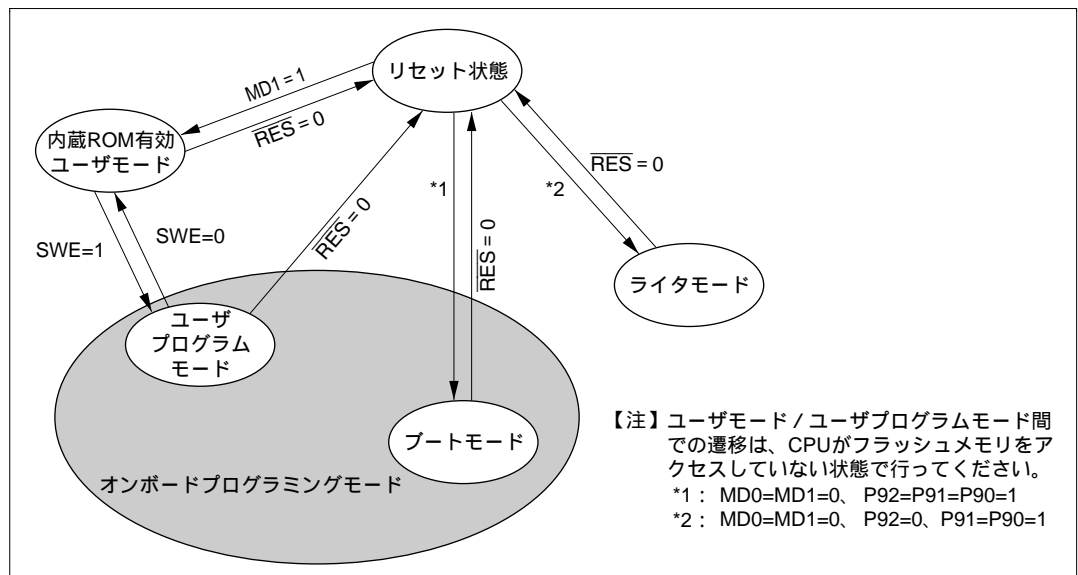 リセット状態
MD1 = 1
RES = 0
内蔵ROM有効
ユーザモード
SWE=1
SWE=0
RES = 0
*1
RES = 0
*2
RES = 0
ライタモード
ユーザ
プログラム
モード
ブートモード
オンボードプログラミングモード
【注】ユーザモード / ユーザプログラムモード間
での遷移は、CPUがフラッシュメモリをア
クセスしていない状態で行ってください。
*1 : MD0=MD1=0、 P92=P91=P90=1
*2 : MD0=MD1=0、 P92=0、P91=P90=1